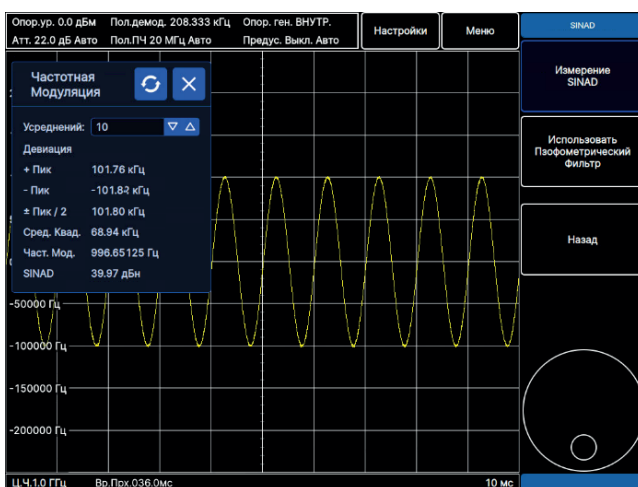 Опор.ур. 0.0 дБм Пол.демод. 208.333 кГц Опор. ген. ВНУТР.
Атт. 22.0 дБ Авто Пол.ПЧ 20 МГц Авто Предус. Выкл. Авто
Настройки
Меню
SINAD
Частотная
Модуляция
Усреднений: 10
Девиация
+ Пик 101.76 кГц
- Пик -101.82 кГц
± Пик / 2 101.80 кГц
Сред. Квад. 68.94 кГц
Част. Мод. 996.65125 Гц
SINAD 39.97 дБн
-50000 Гц
-100000 Гц
-150000 Гц
-200000 Гц
Ц.Ч.1.0 ГГц Вр.Прх.036.0мс 10 мс
Измерение
SINAD
Использовать
Пзофометрический
Фильтр
Назад